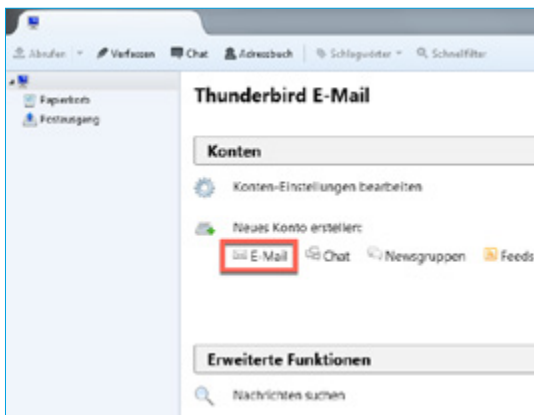 Abrufen Verfassen Chat Adressbuch Schlagwörter Schnellfilter
Papierkorb
Postausgang
Thunderbird E-Mail
Konten
Konten-Einstellungen bearbeiten
Neues Konto erstellen:
E-Mail Chat Newsgruppen Feeds
Erweiterte Funktionen
Nachrichten suchen